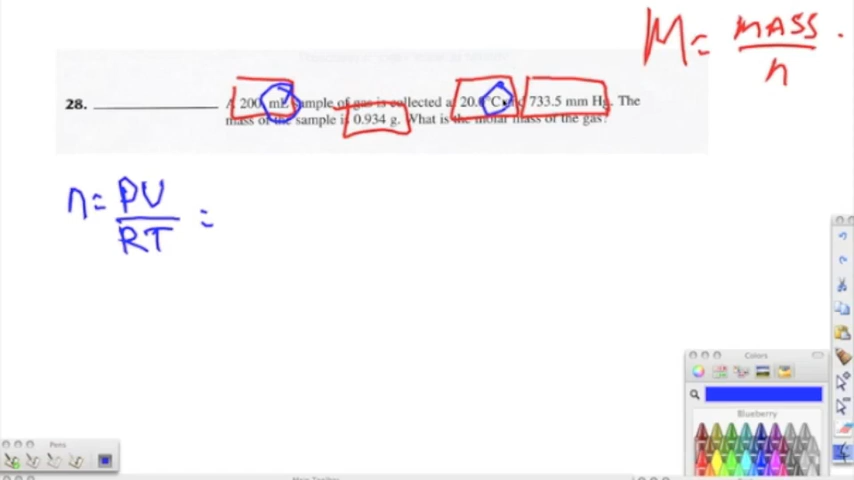 M = MASS
n
28. A 200 mL sample of gas is collected at 20.0°C and 733.5 mm Hg. The
mass of the sample is 0.934 g. What is the molar mass of the gas?
n = PV
RT =
Colors
Blueberry
Pens